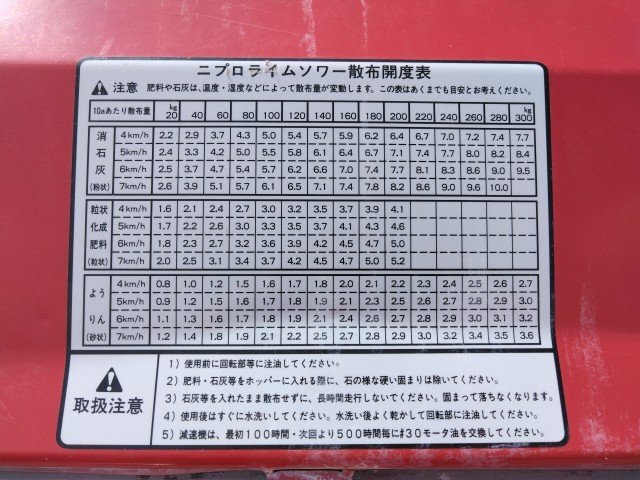 ニプロライムソワー散布開度表
注意 肥料や石灰は、温度・湿度などによって散布量が変動します。この表はあくまでも目安とお考えください。
10aあたり散布量 kg 20 40 60 80 100 120 140 160 180 200 220 240 260 280 kg 300
消 4km/h 2.2 2.9 3.7 4.3 5.0 5.4 5.7 5.9 6.2 6.4 6.7 7.0 7.2 7.4 7.7
石 5km/h 2.3 3.4 4.2 5.0 5.5 5.8 6.1 6.4 6.7 7.1 7.4 7.7 8.0 8.2 8.4
灰 6km/h 2.5 3.7 4.7 5.4 5.7 6.2 6.6 7.0 7.4 7.7 8.1 8.3 8.6 9.0 9.5
(粉状) 7km/h 2.6 3.9 5.1 5.7 6.1 6.5 7.1 7.4 7.8 8.2 8.6 9.0 9.6 10.0
粒状 4km/h 1.6 2.1 2.4 2.7 3.0 3.2 3.5 3.7 3.9 4.1
化成 5km/h 1.7 2.2 2.6 3.0 3.3 3.5 3.7 4.1 4.3 4.6
肥料 6km/h 1.8 2.3 2.7 3.2 3.6 3.9 4.2 4.5 4.7 5.0
(粒状) 7km/h 2.0 2.5 3.1 3.4 3.7 4.2 4.5 4.7 5.0 5.2
よう 4km/h 0.8 1.0 1.2 1.5 1.6 1.7 1.8 2.0 2.1 2.2 2.3 2.4 2.5 2.6 2.7
5km/h 0.9 1.2 1.5 1.6 1.7 1.8 1.9 2.1 2.3 2.4 2.5 2.7 2.8 2.9 3.0
りん 6km/h 1.1 1.3 1.6 1.7 1.8 1.9 2.1 2.4 2.6 2.7 2.8 2.9 3.0 3.1 3.2
(砂状) 7km/h 1.2 1.4 1.8 1.9 2.1 2.3 2.5 2.7 2.8 2.9 3.0 3.2 3.4 3.5 3.6
取扱注意
1) 使用前に回転部等に注油してください。
2) 肥料・石灰等をホッパーに入れる際に、石の様な硬い固まりは除いてください。
3) 石灰等を入れたまま散布せずに、長時間走行しないでください。固まって落ちなくなります。
4) 使用後はすぐに水洗いしてください。水洗い後よく乾かして回転部に注油してください。
5) 減速機は、最初100時間・次回より500時間毎に#30モータ油を交換してください。